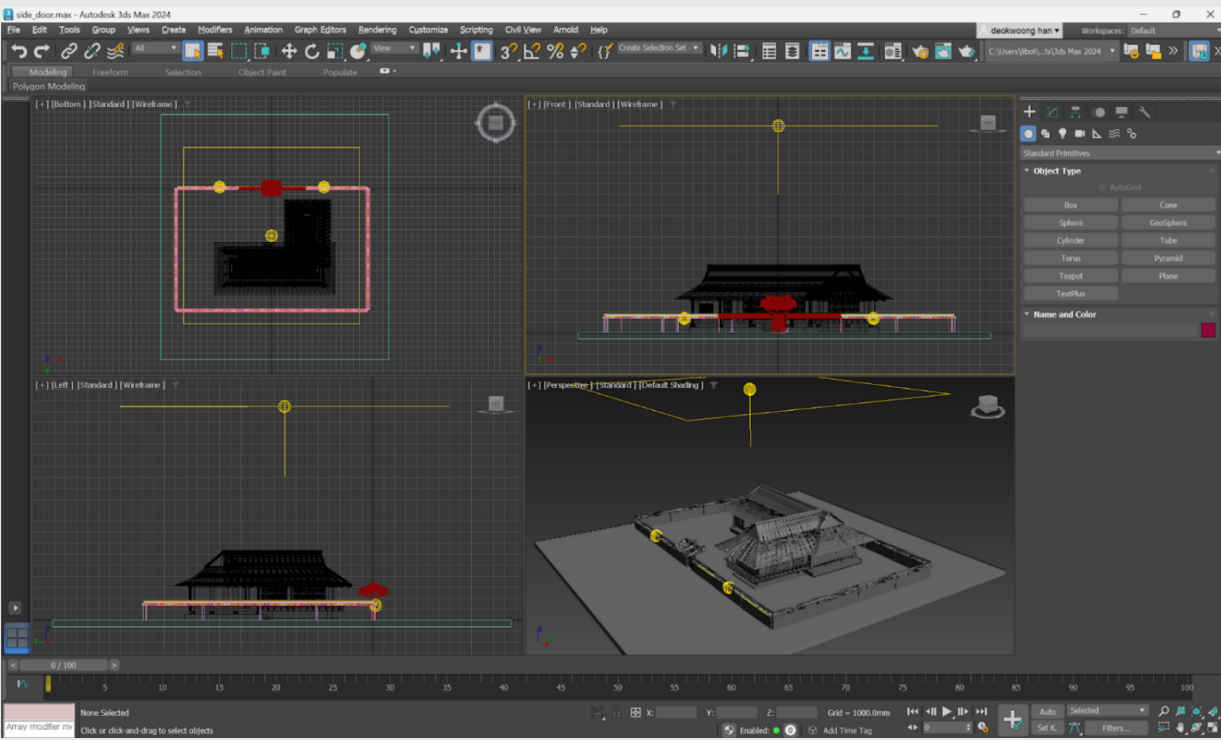 side_door.max - Autodesk 3ds Max 2024
File Edit Tools Group Views Create Modifiers Animation Graph Editors Rendering Customize Scripting Civil View Arnold Help
deokwoong han Workspaces: Default
All View Create Selection Set
Modeling Freeform Selection Object Paint Populate
Polygon Modeling
[+] [Bottom ] [Standard ] [Wireframe ]
[+] [Front ] [Standard ] [Wireframe ]
[+] [Left ] [Standard ] [Wireframe ]
[+] [Perspective ] [Standard ] [Default Shading ]
Standard Primitives
Object Type
AutoGrid
Box Cone
Sphere GeoSphere
Cylinder Tube
Torus Pyramid
Teapot Plane
TextPlus
Name and Color
< 0 / 100 >
0 5 10 15 20 25 30 35 40 45 50 55 60 65 70 75 80 85 90 95 100
None Selected
X: Y: Z: Grid = 1000.0mm
Auto Selected
Array modifier m
Click or click-and-drag to select objects
Enabled: 0 Add Time Tag
0
Set K. Filters...